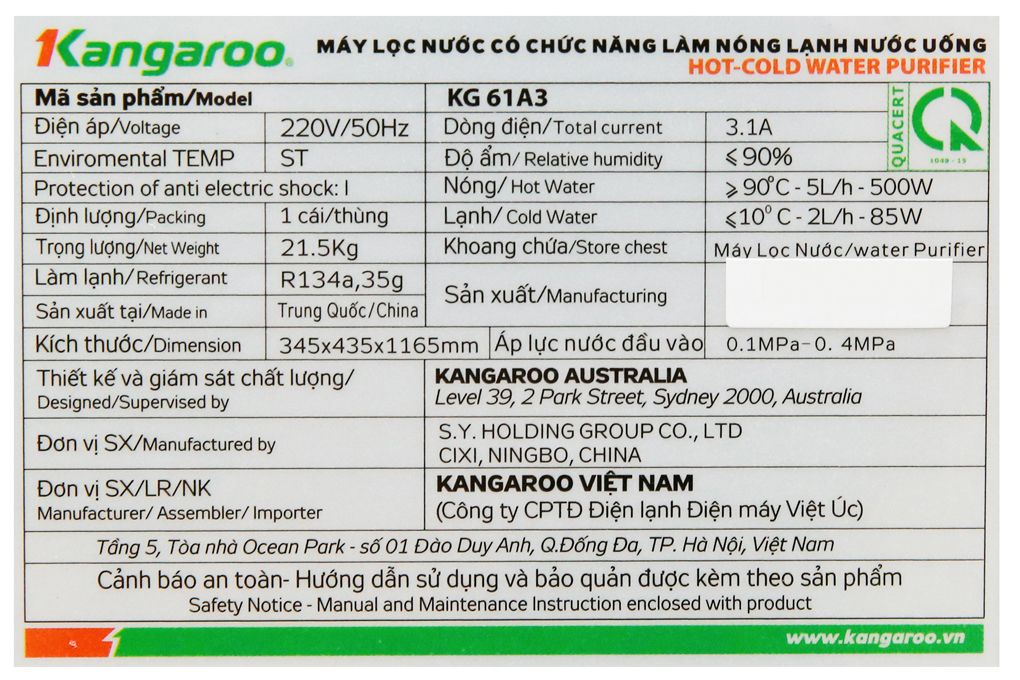 1Kangaroo® MÁY LỌC NƯỚC CÓ CHỨC NĂNG LÀM NÓNG LẠNH NƯỚC UỐNG
HOT-COLD WATER PURIFIER
Mã sản phẩm/Model KG 61A3
Điện áp/Voltage 220V/50Hz Dòng điện/Total current 3.1A
QUACERT
1049 - 15
Enviromental TEMP ST Độ ẩm/ Relative humidity ⩽90%
Protection of anti electric shock: I Nóng/ Hot Water ⩾90°C - 5L/h - 500W
Định lượng/Packing 1 cái/thùng Lạnh/ Cold Water ⩽10⁰ C - 2L/h - 85W
Trọng lượng/Net Weight 21.5Kg Khoang chứa/Store chest Máy Lọc Nước/water Purifier
Làm lạnh/ Refrigerant R134a,35g Sản xuất/Manufacturing
Sản xuất tại/Made in Trung Quốc/China
Kích thước/Dimension 345x435x1165mm Áp lực nước đầu vào 0.1MPa-0. 4MPa
Thiết kế và giám sát chất lượng/ KANGAROO AUSTRALIA
Designed/Supervised by Level 39, 2 Park Street, Sydney 2000, Australia
Đơn vị SX/Manufactured by S.Y. HOLDING GROUP CO., LTD
CIXI, NINGBO, CHINA
Đơn vị SX/LR/NK KANGAROO VIỆT NAM
Manufacturer/ Assembler/ Importer (Công ty CPTĐ Điện lạnh Điện máy Việt Úc)
Tầng 5, Tòa nhà Ocean Park - số 01 Đào Duy Anh, Q.Đống Đa, TP. Hà Nội, Việt Nam
Cảnh báo an toàn- Hướng dẫn sử dụng và bảo quản được kèm theo sản phẩm
Safety Notice - Manual and Maintenance Instruction enclosed with product
www.kangaroo.vn